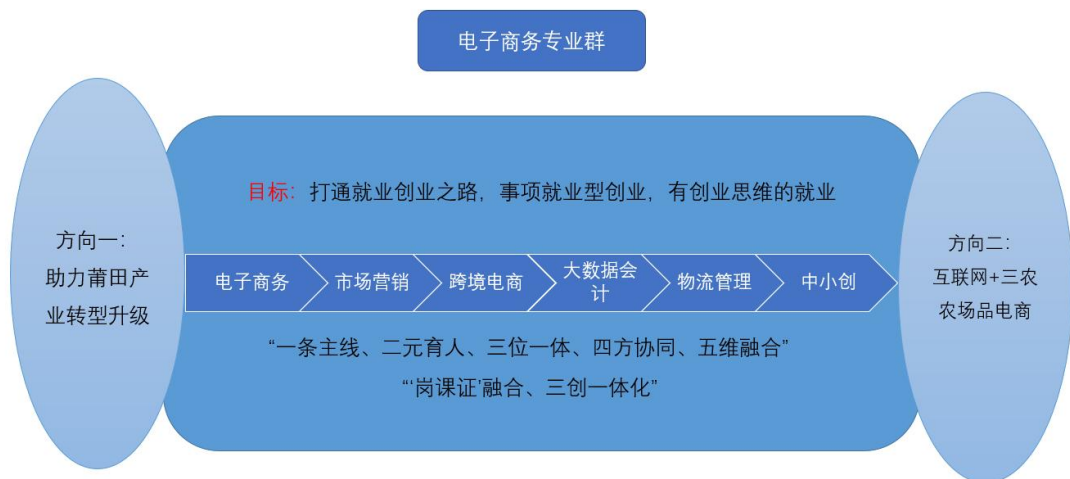 电子商务专业群
目标：打通就业创业之路，事项就业型创业，有创业思维的就业
方向一：
助力莆田产
业转型升级
电子商务
市场营销
跨境电商
大数据会
计
物流管理
中小创
方向二：
互联网+三农
农场品电商
“一条主线、二元育人、三位一体、四方协同、五维融合”
“‘岗课证’融合、三创一体化”